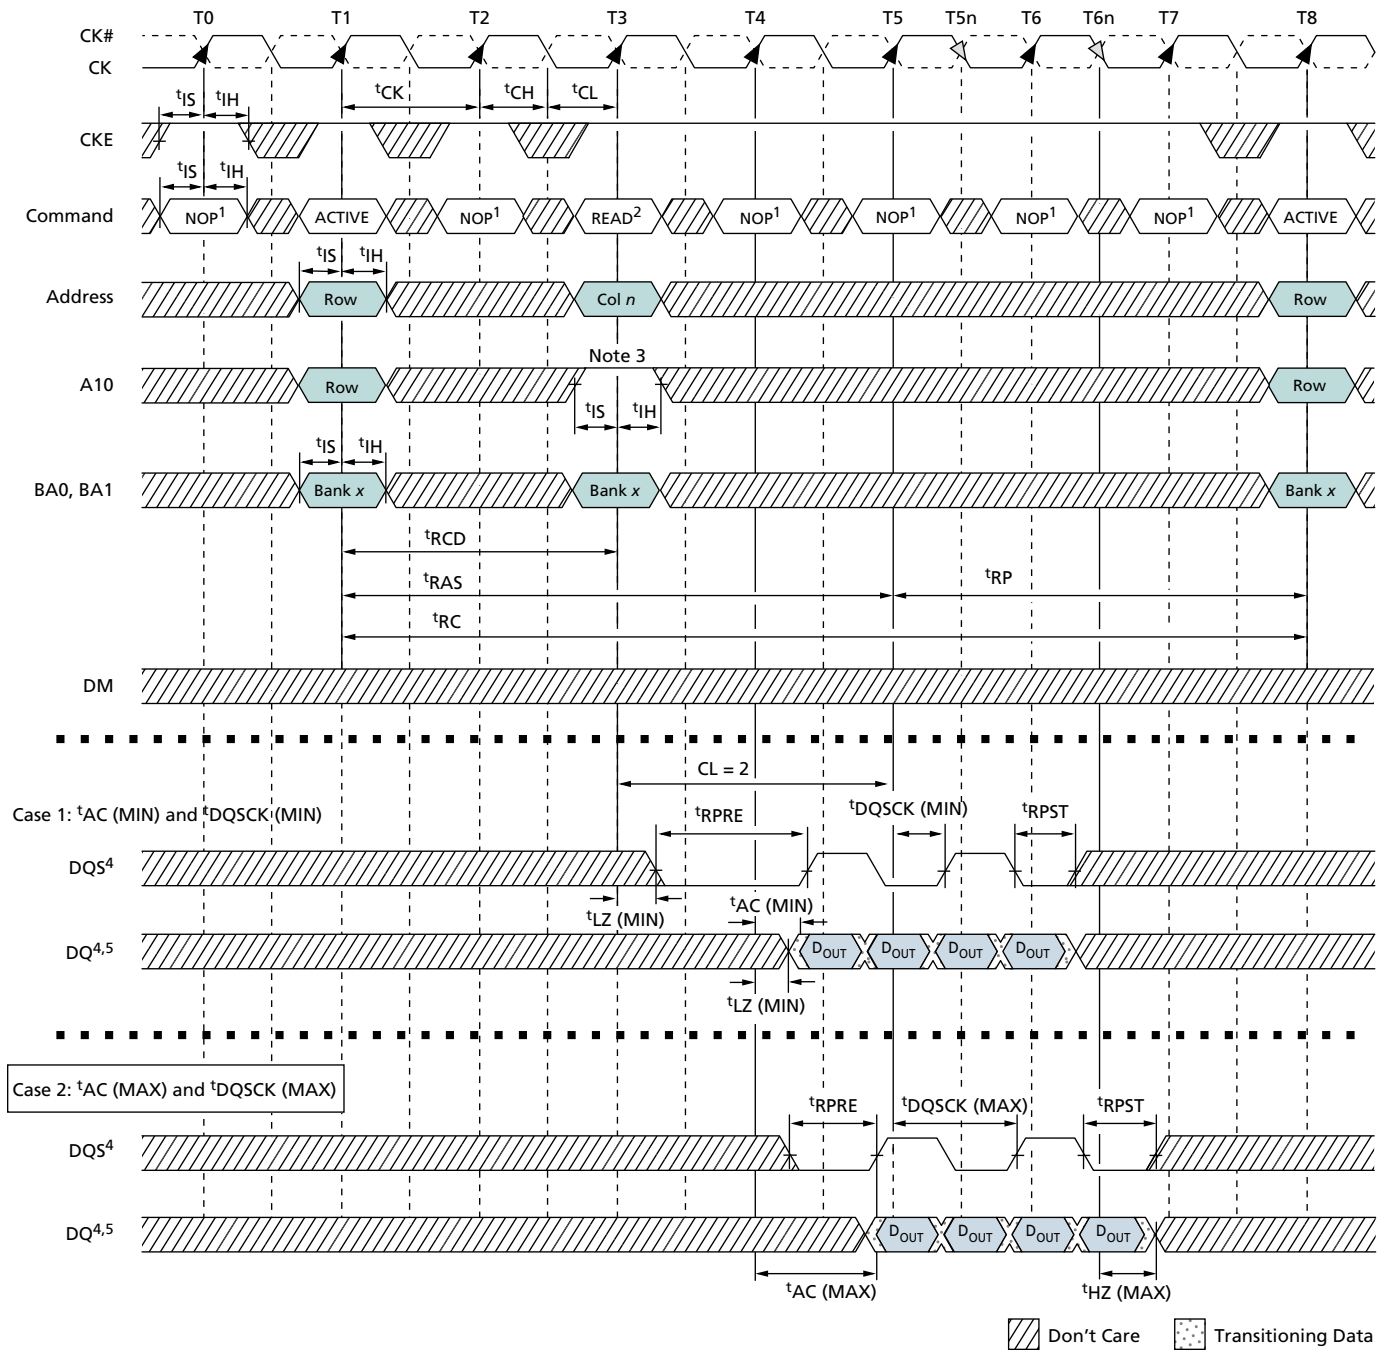 T0 T1 T2 T3 T4 T5 T5n T6 T6n T7 T8
CK#
CK
tIS tIH tCK tCH tCL
CKE
tIS tIH
Command NOP1 ACTIVE NOP1 READ2 NOP1 NOP1 NOP1 NOP1 ACTIVE
tIS tIH
Address Row Col n Row
Note 3
A10 Row Row
tIS tIH
tIS tIH
BA0, BA1 Bank x Bank x Bank x
tRCD
tRAS tRP
tRC
DM
CL = 2
Case 1: tAC (MIN) and tDQSCK (MIN)
tRPRE tDQSCK (MIN) tRPST
DQS4
tLZ (MIN) tAC (MIN)
DQ4,5 DOUT DOUT DOUT DOUT
tLZ (MIN)
Case 2: tAC (MAX) and tDQSCK (MAX)
tRPRE tDQSCK (MAX) tRPST
DQS4
DQ4,5 DOUT DOUT DOUT DOUT
tAC (MAX) tHZ (MAX)
Don't Care Transitioning Data